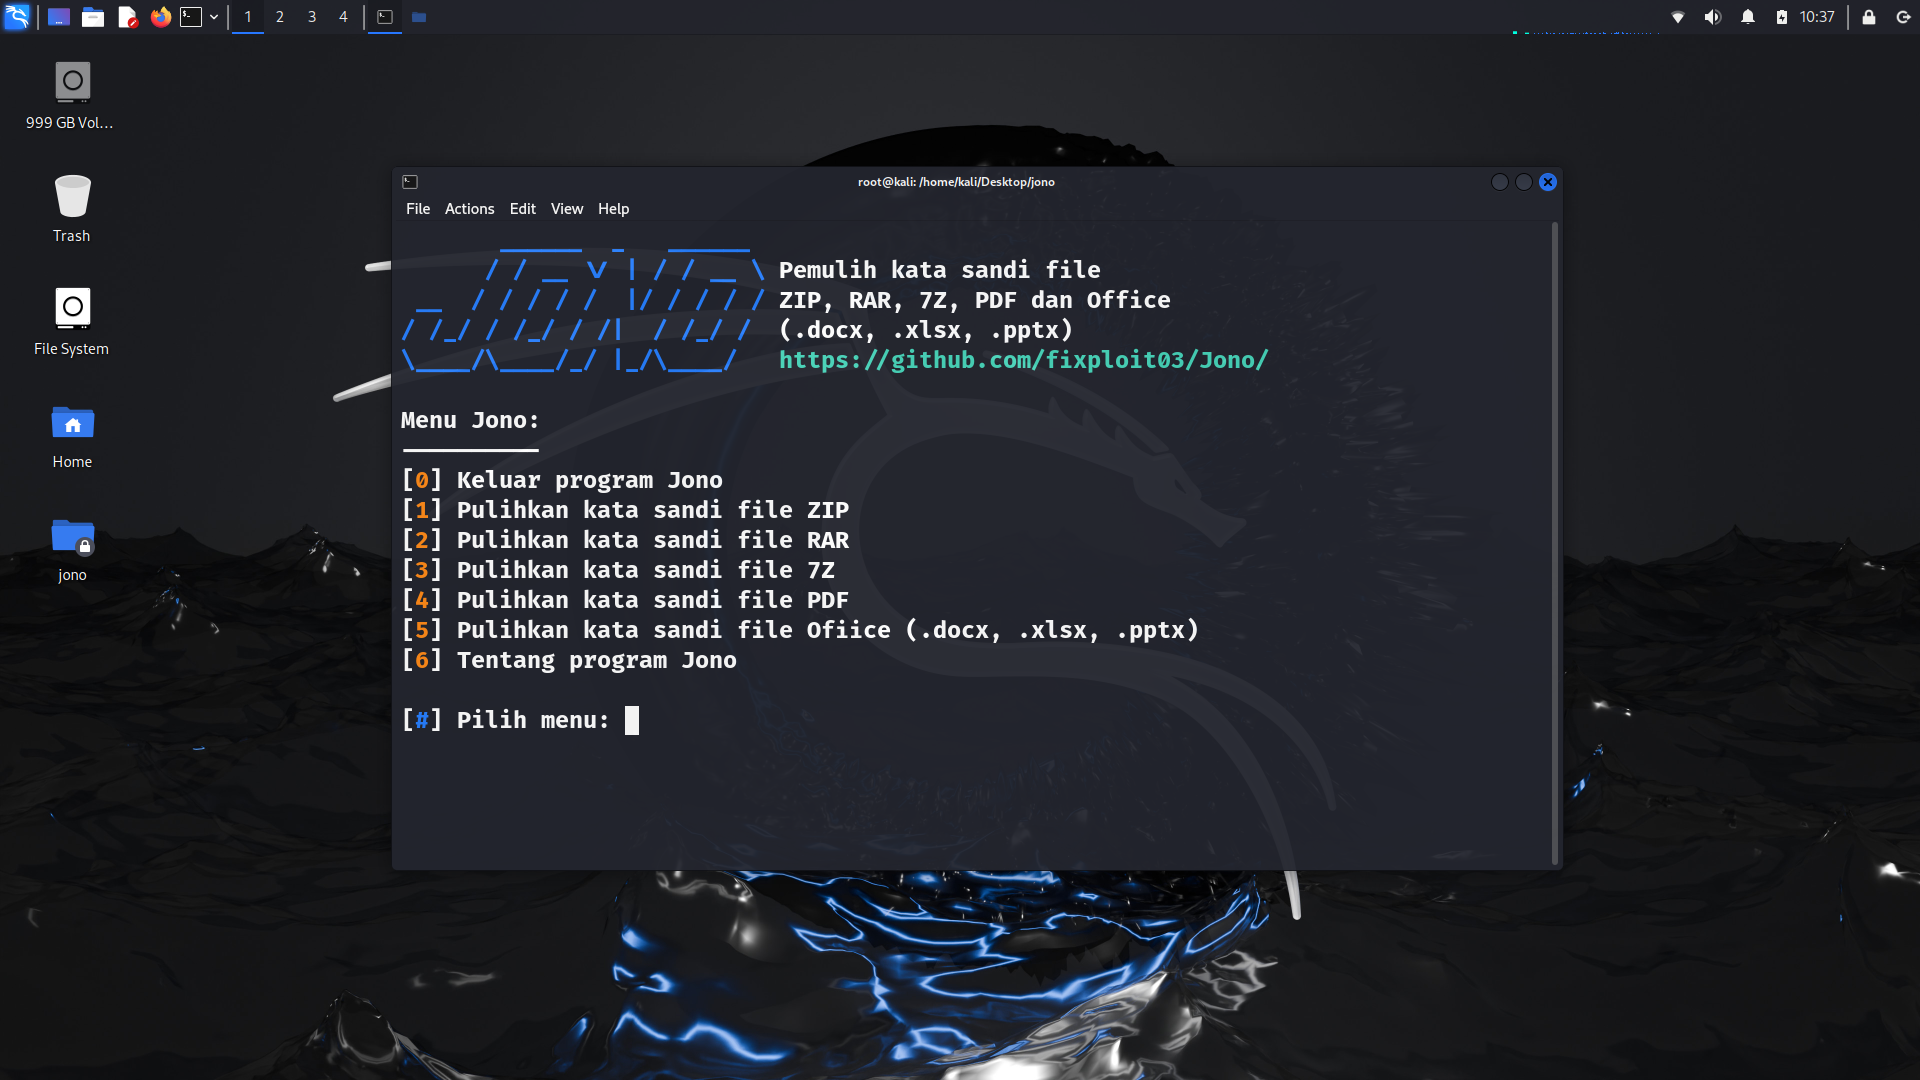 1 2 3 4
10:37
999 GB Vol...
Trash
File System
Home
jono
root@kali: /home/kali/Desktop/jono
File Actions Edit View Help
JONO
Pemulih kata sandi file
ZIP, RAR, 7Z, PDF dan Office
(.docx, .xlsx, .pptx)
https://github.com/fixploit03/Jono/
Menu Jono:
[0] Keluar program Jono
[1] Pulihkan kata sandi file ZIP
[2] Pulihkan kata sandi file RAR
[3] Pulihkan kata sandi file 7Z
[4] Pulihkan kata sandi file PDF
[5] Pulihkan kata sandi file Ofiice (.docx, .xlsx, .pptx)
[6] Tentang program Jono
[#] Pilih menu: